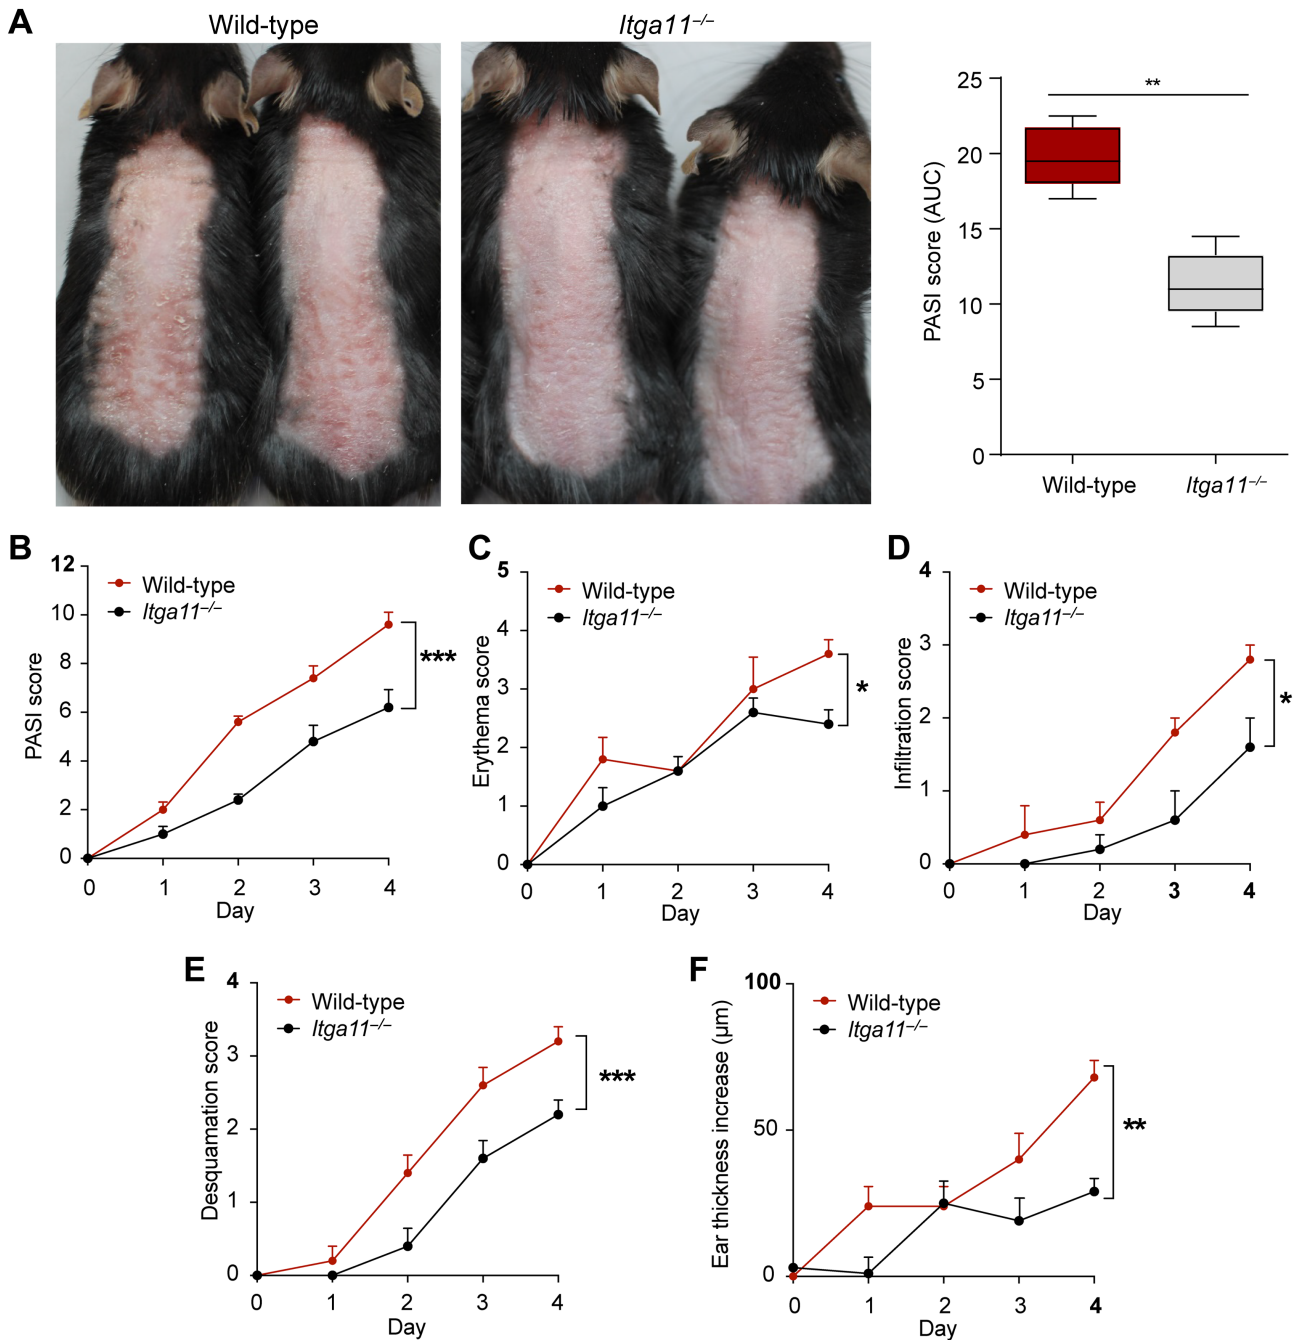 A
Wild-type
Itga11–/–
PASI score (AUC)
25
20
15
10
5
0
**
Wild-type
Itga11–/–
B
PASI score
12
10
8
6
4
2
0
Wild-type
Itga11–/–
***
0 1 2 3 4
Day
C
Erythema score
5
4
3
2
1
0
Wild-type
Itga11–/–
*
0 1 2 3 4
Day
D
Infiltration score
4
3
2
1
0
Wild-type
Itga11–/–
*
0 1 2 3 4
Day
E
Desquamation score
4
3
2
1
0
Wild-type
Itga11–/–
***
0 1 2 3 4
Day
F
Ear thickness increase (µm)
100
50
0
Wild-type
Itga11–/–
**
0 1 2 3 4
Day